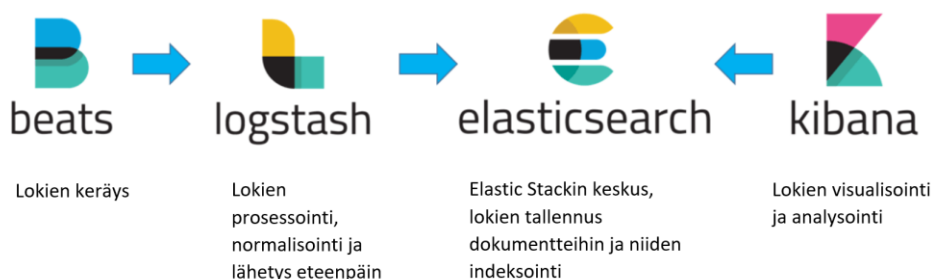 beats
logstash
elasticsearch
kibana
Lokien keräys
Lokien
prosessointi,
normalisointi ja
lähetys eteenpäin
Elastic Stackin keskus,
lokien tallennus
dokumentteihin ja niiden
indeksointi
Lokien visualisointi
ja analysointi